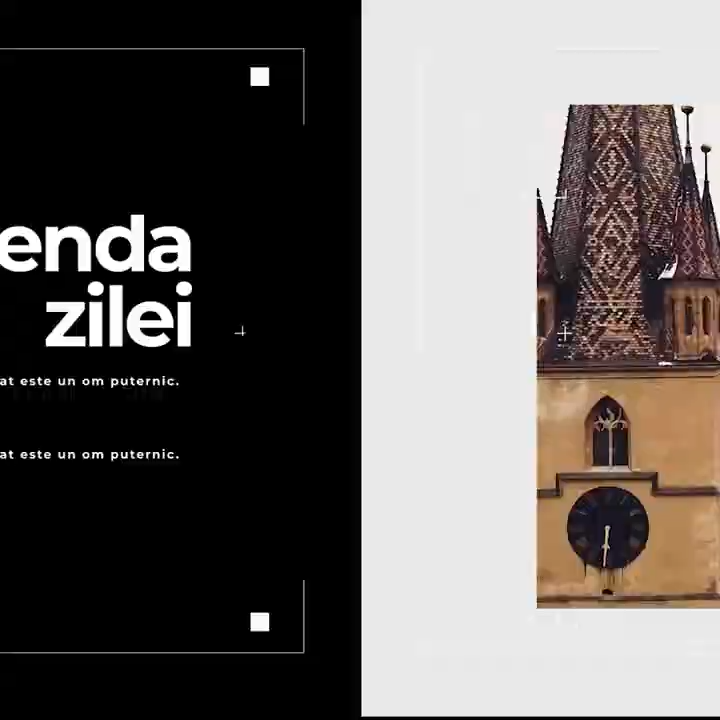 enda
zilei
at este un om puternic.
at este un om puternic.